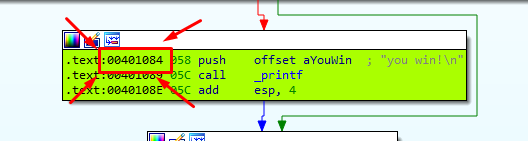 .text:00401084 058 push    offset aYouWin  ; "you win!\n"
.text:00401089 05C call    _printf
.text:0040108E 05C add     esp, 4